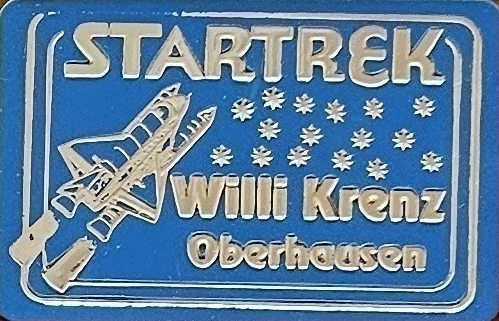 STARTREK
Willi Krenz
Oberhausen